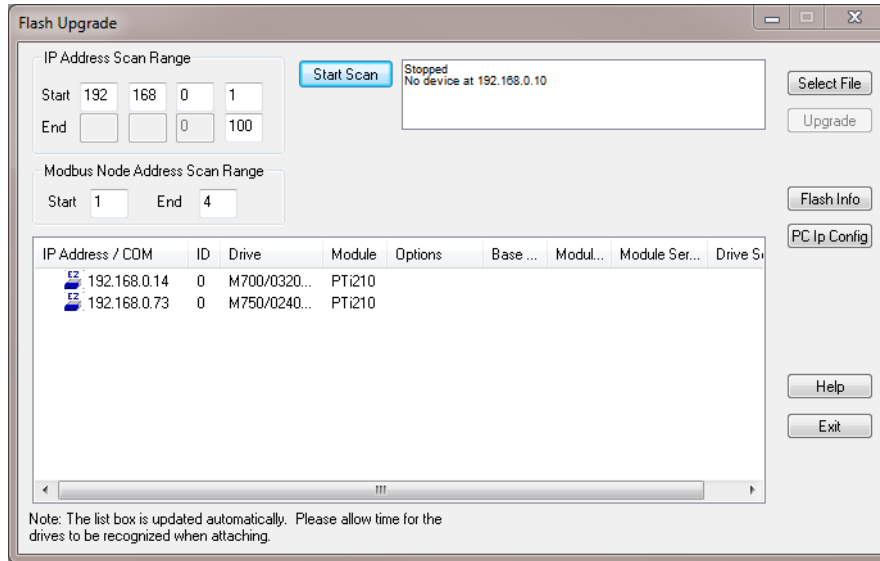 Flash Upgrade
IP Address Scan Range
Start 192 168 0 1
End 0 100
Start Scan
Stopped
No device at 192.168.0.10
Select File
Upgrade
Modbus Node Address Scan Range
Start 1 End 4
Flash Info
PC Ip Config
IP Address / COM ID Drive Module Options Base ... Modul... Module Ser... Drive S
EZ 192.168.0.14 0 M700/0320... PTi210
EZ 192.168.0.73 0 M750/0240... PTi210
Help
Exit
Note: The list box is updated automatically. Please allow time for the
drives to be recognized when attaching.